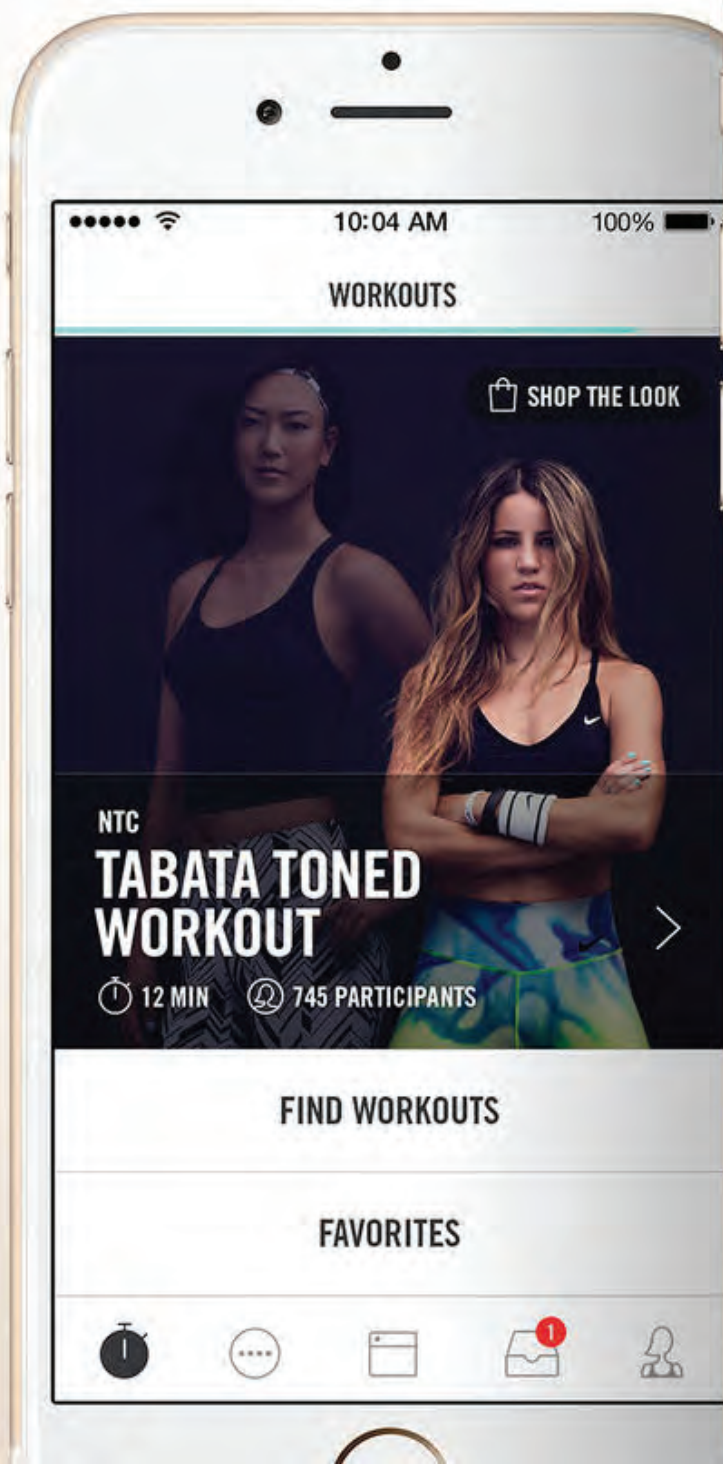 10:04 AM
100%
WORKOUTS
SHOP THE LOOK
NTC
TABATA TONED
WORKOUT
12 MIN
745 PARTICIPANTS
FIND WORKOUTS
FAVORITES
1